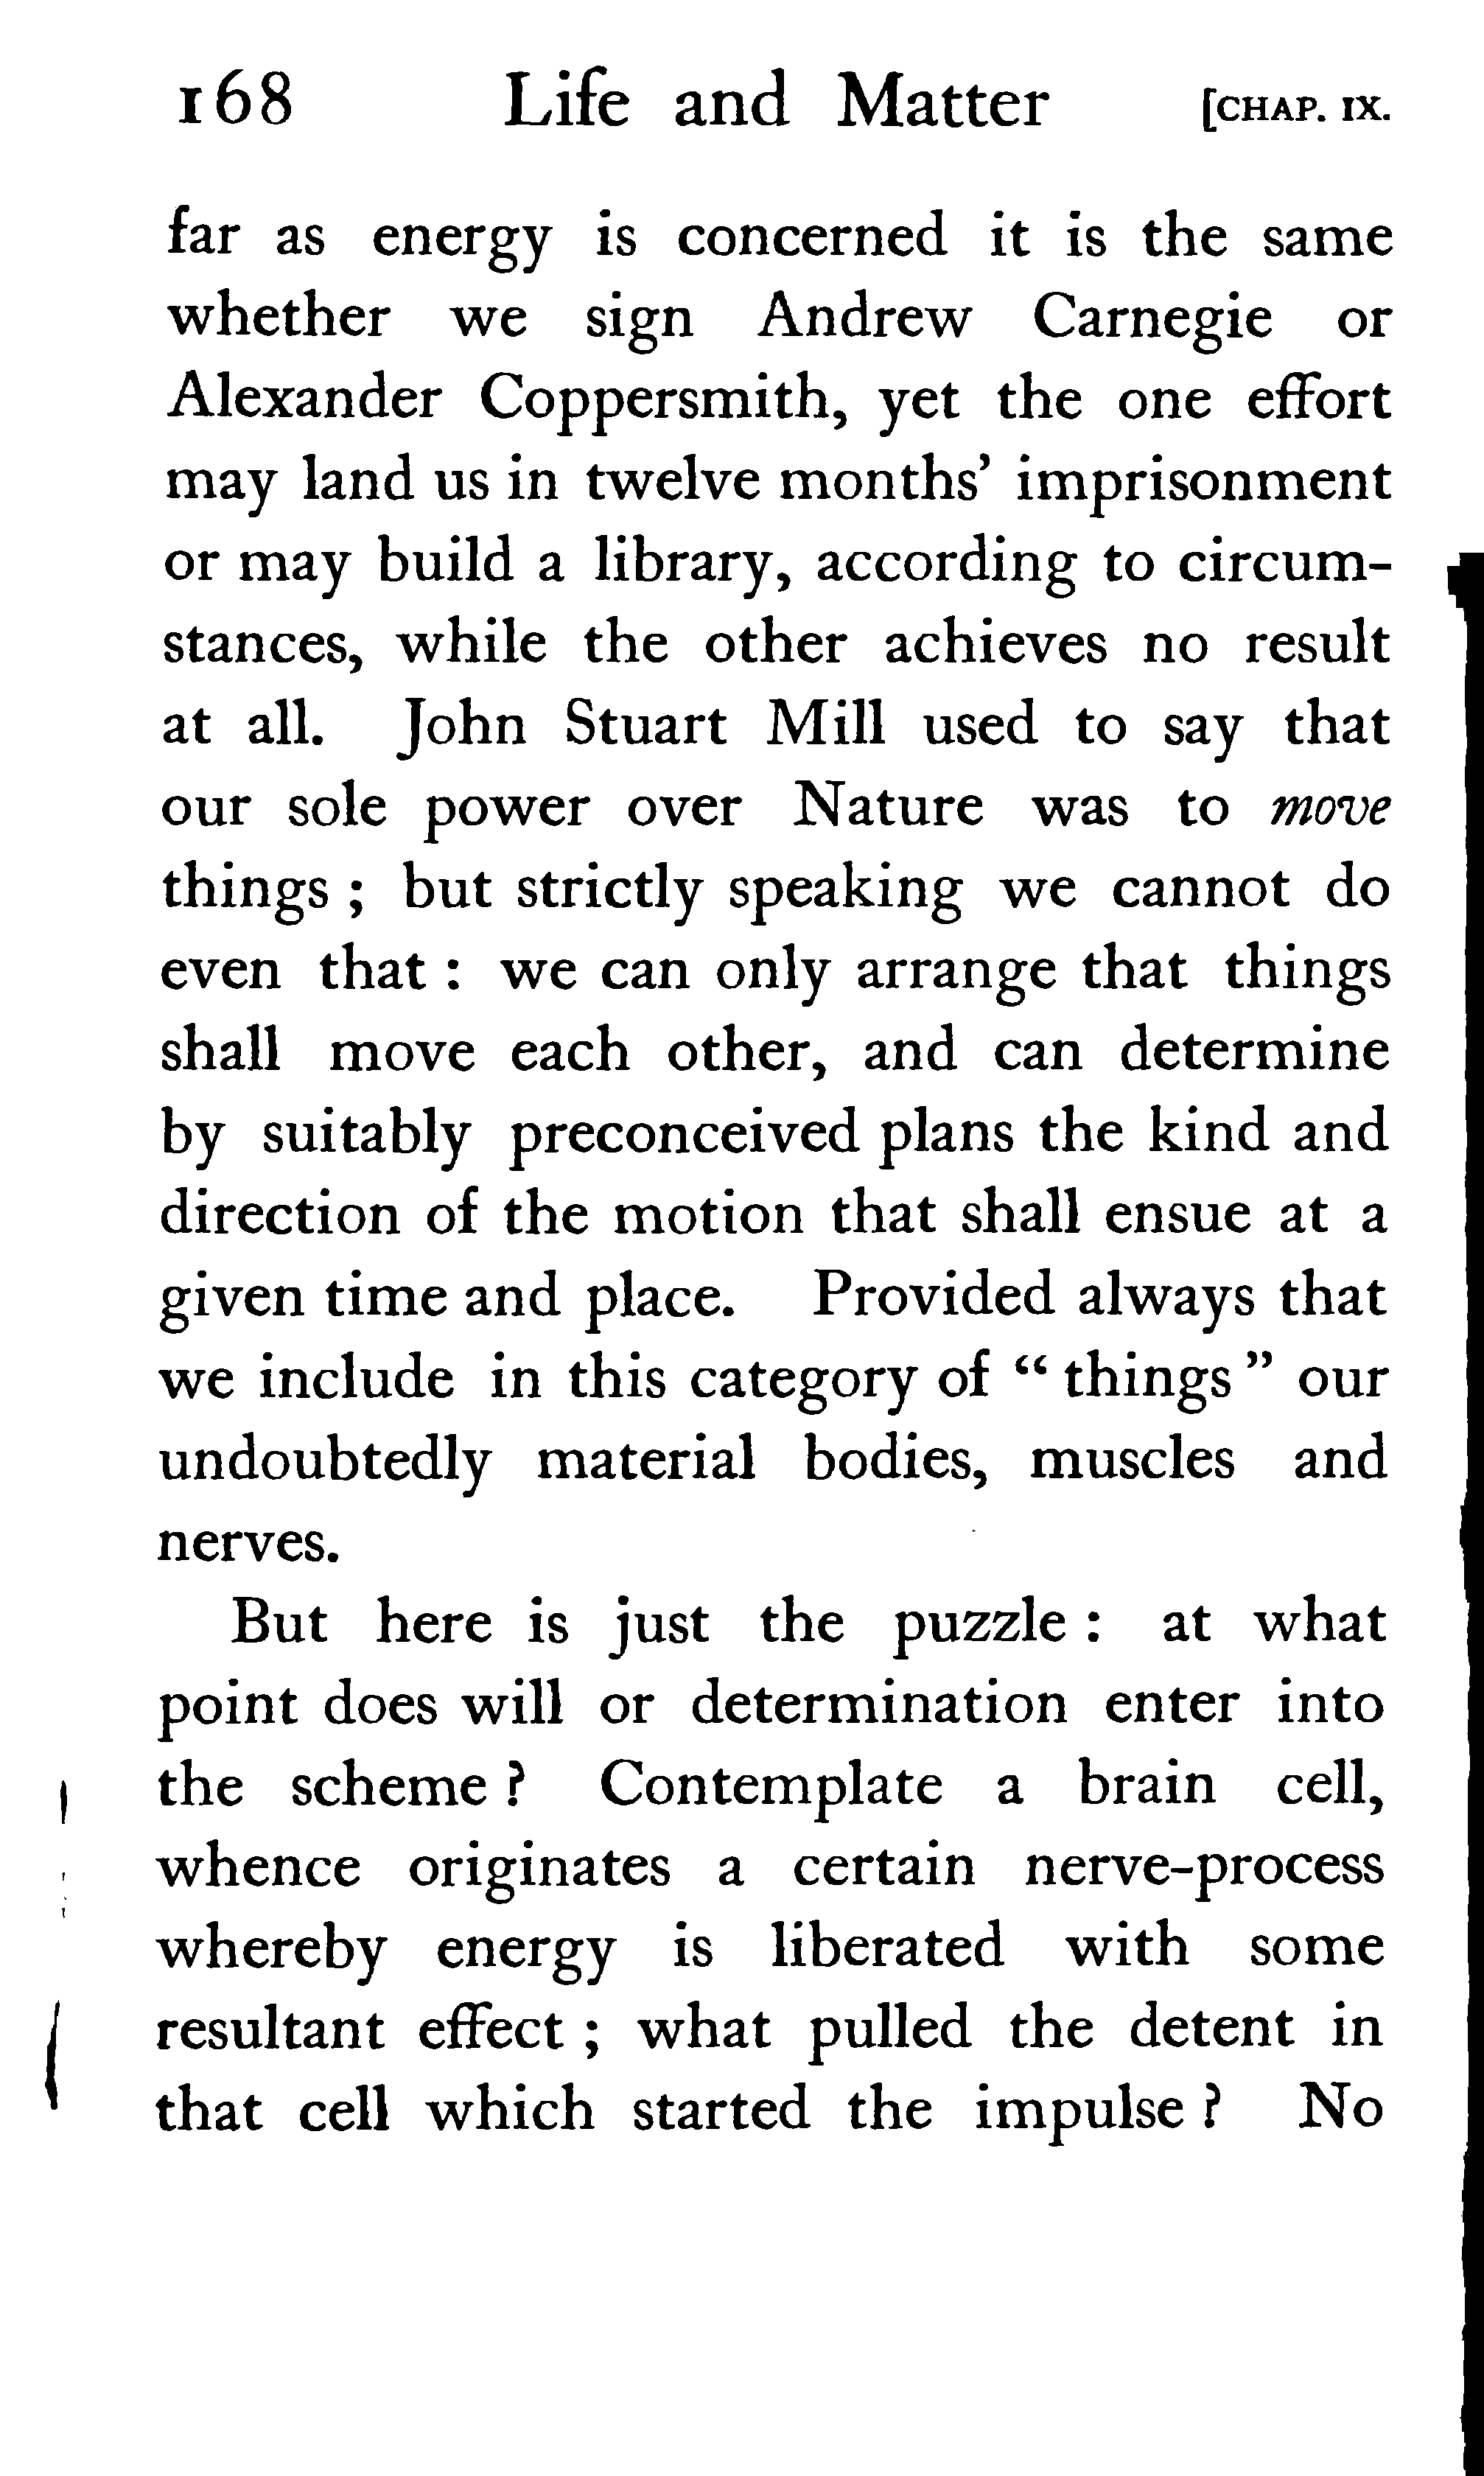 168 Life and Matter [CHAP. IX.
far as energy is concerned it is the same
whether we sign Andrew Carnegie or
Alexander Coppersmith, yet the one effort
may land us in twelve months' imprisonment
or may build a library, according to circum-
stances, while the other achieves no result
at all. John Stuart Mill used to say that
our sole power over Nature was to move
things ; but strictly speaking we cannot do
even that : we can only arrange that things
shall move each other, and can determine
by suitably preconceived plans the kind and
direction of the motion that shall ensue at a
given time and place. Provided always that
we include in this category of “ things ” our
undoubtedly material bodies, muscles and
nerves.
But here is just the puzzle : at what
point does will or determination enter into
the scheme ? Contemplate a brain cell,
whence originates a certain nerve-process
whereby energy is liberated with some
resultant effect ; what pulled the detent in
that cell which started the impulse ? No